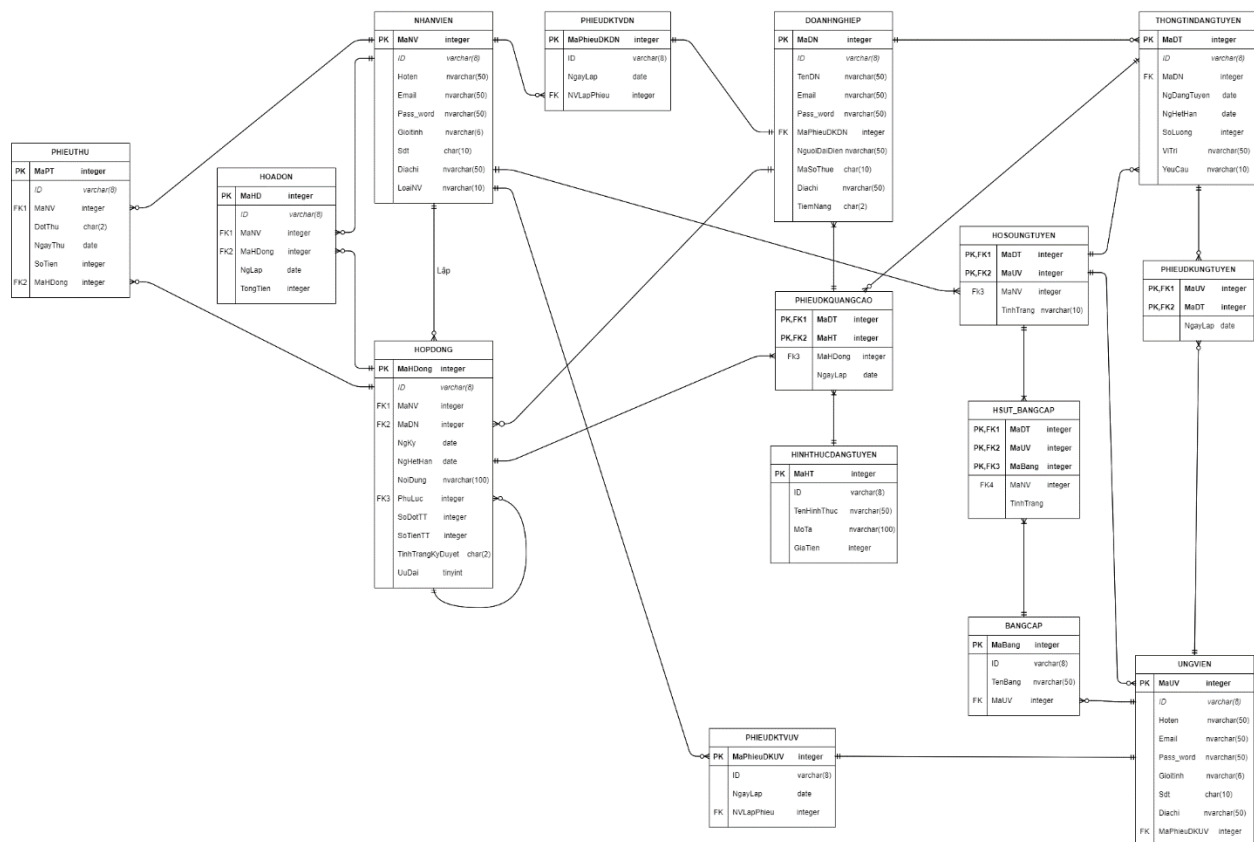 NHANVIEN
PK MaNV integer
ID varchar(8)
Hoten nvarchar(50)
Email nvarchar(50)
Pass_word nvarchar(50)
Gioitinh nvarchar(6)
Sdt char(10)
Diachi nvarchar(50)
LoaiNV nvarchar(10)
PHIEUDKTVDN
PK MaPhieuDKDN integer
ID varchar(8)
NgayLap date
FK NVLapPhieu integer
DOANHNGHIEP
PK MaDN integer
ID varchar(8)
TenDN nvarchar(50)
Email nvarchar(50)
Pass_word nvarchar(50)
FK MaPhieuDKDN integer
NguoiDaiDien nvarchar(50)
MaSoThue char(10)
Diachi nvarchar(50)
TiemNang char(2)
THONGTINDANGTUYEN
PK MaDT integer
ID varchar(8)
FK MaDN integer
NgDangTuyen date
NgHetHan date
SoLuong integer
ViTri nvarchar(50)
YeuCau nvarchar(10)
PHIEUTHU
PK MaPT integer
ID varchar(8)
FK1 MaNV integer
DotThu char(2)
NgayThu date
SoTien integer
FK2 MaHDong integer
HOADON
PK MaHD integer
ID varchar(8)
FK1 MaNV integer
FK2 MaHDong integer
NgLap date
TongTien integer
Lập
HOSOUNGTUYEN
PK,FK1 MaDT integer
PK,FK2 MaUV integer
Fk3 MaNV integer
TinhTrang nvarchar(10)
PHIEUDKUNGTUYEN
PK,FK1 MaUV integer
PK,FK2 MaDT integer
NgayLap date
PHIEUDKQUANGCAO
PK,FK1 MaDT integer
PK,FK2 MaHT integer
Fk3 MaHDong integer
NgayLap date
HOPDONG
PK MaHDong integer
ID varchar(8)
FK1 MaNV integer
FK2 MaDN integer
NgKy date
NgHetHan date
NoiDung nvarchar(100)
FK3 PhuLuc integer
SoDotTT integer
SoTienTT integer
TinhTrangKyDuyet char(2)
UuDai tinyint
HSUT_BANGCAP
PK,FK1 MaDT integer
PK,FK2 MaUV integer
PK,FK3 MaBang integer
FK4 MaNV integer
TinhTrang
HINHTHUCDANGTUYEN
PK MaHT integer
ID varchar(8)
TenHinhThuc nvarchar(50)
MoTa nvarchar(100)
GiaTien integer
BANGCAP
PK MaBang integer
ID varchar(8)
TenBang nvarchar(50)
FK MaUV integer
UNGVIEN
PK MaUV integer
ID varchar(8)
Hoten nvarchar(50)
Email nvarchar(50)
Pass_word nvarchar(50)
Gioitinh nvarchar(6)
Sdt char(10)
Diachi nvarchar(50)
FK MaPhieuDKUV integer
PHIEUDKTVUV
PK MaPhieuDKUV integer
ID varchar(8)
NgayLap date
FK NVLapPhieu integer